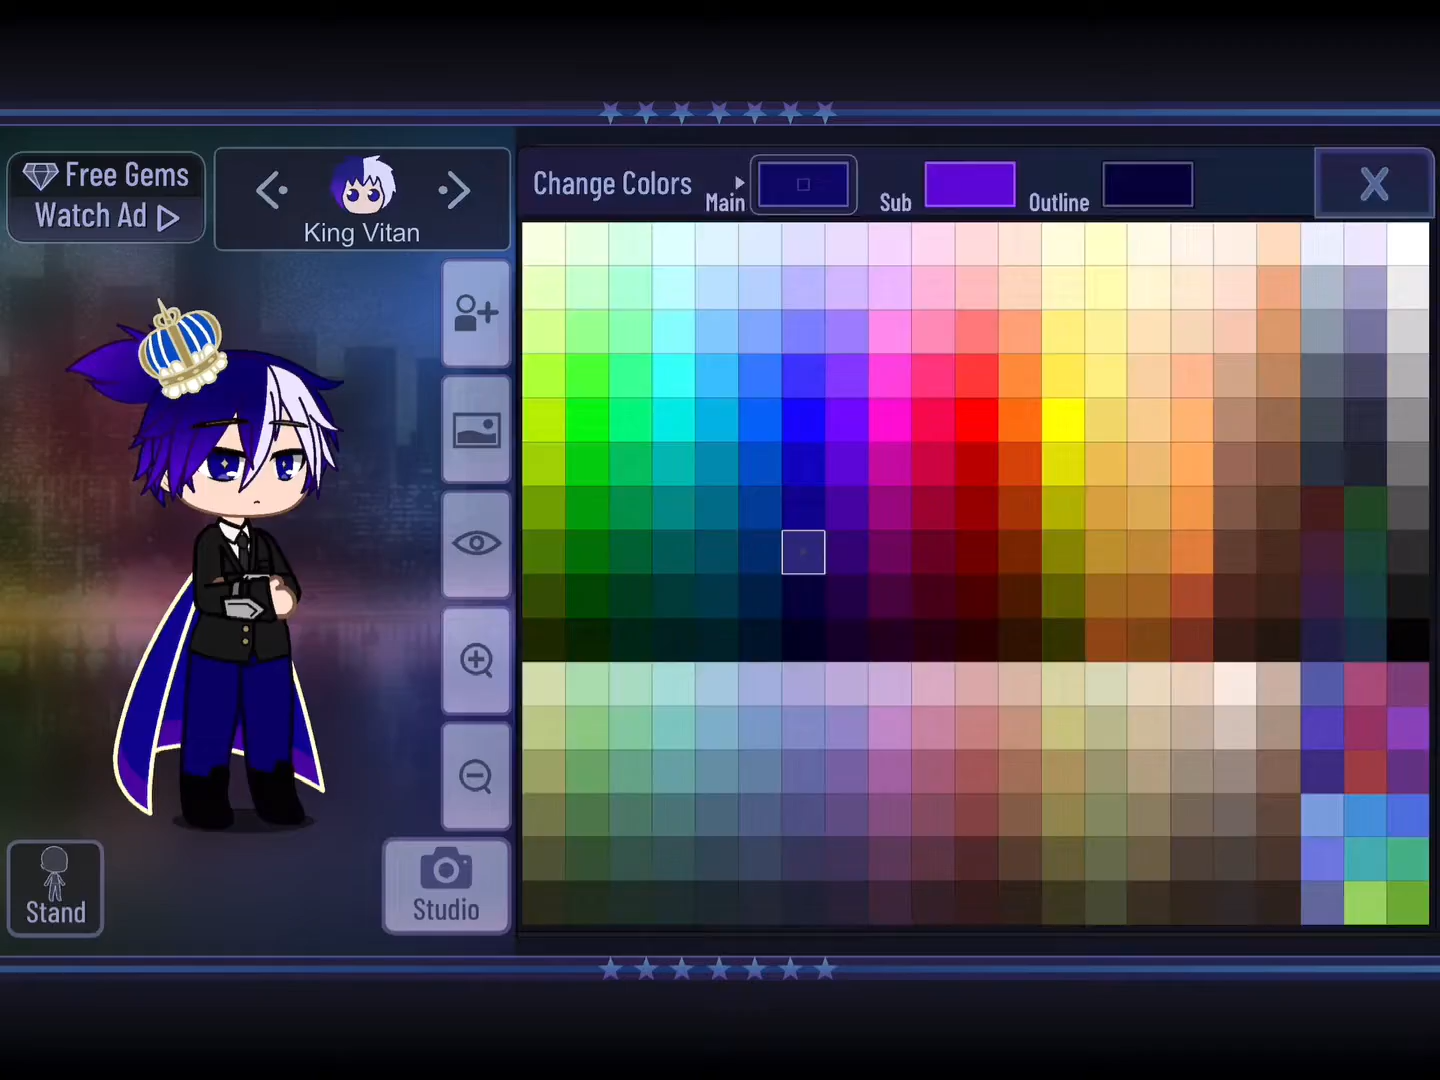 Free Gems
Watch Ad
King Vitan
Change Colors
Main
Sub
Outline
X
Stand
Studio